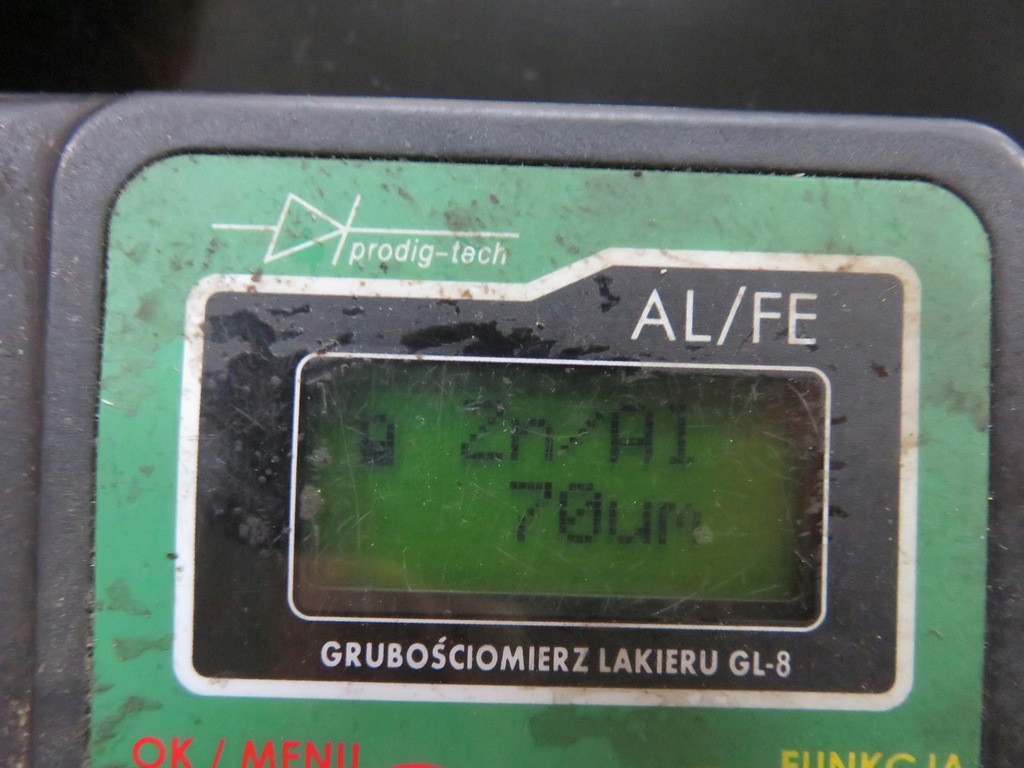 prodig-tech
AL/FE
Zn/Al
70um
GRUBOŚCIOMIERZ LAKIERU GL-8
OK / MENU
FUNKCJA